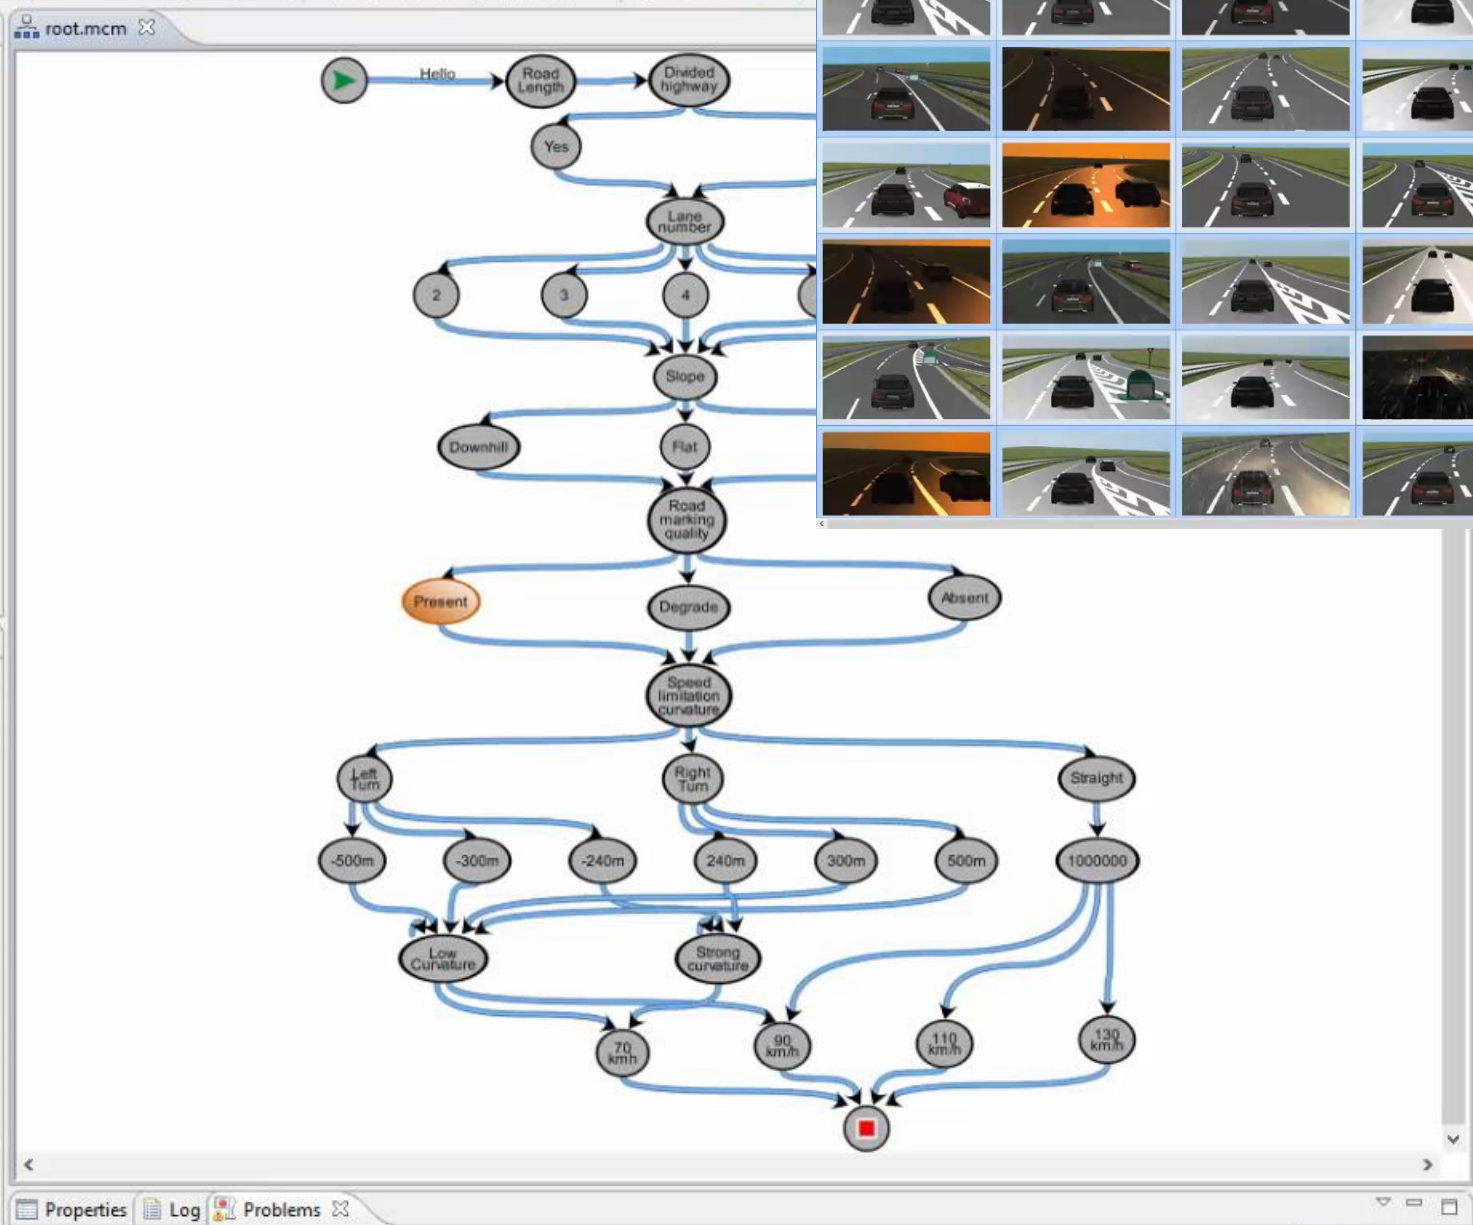 root.mcm
Hello
Road
Length
Divided
highway
Yes
Lane
number
2
3
4
Slope
Downhill
Flat
Road
marking
quality
Present
Degrade
Absent
Speed
limitation
curvature
Left
Turn
Right
Turn
Straight
-500m
-300m
-240m
240m
300m
500m
1000000
Low
Curvature
Strong
curvature
70
kmh
90
km/h
110
km/h
130
km/h
Properties
Log
Problems